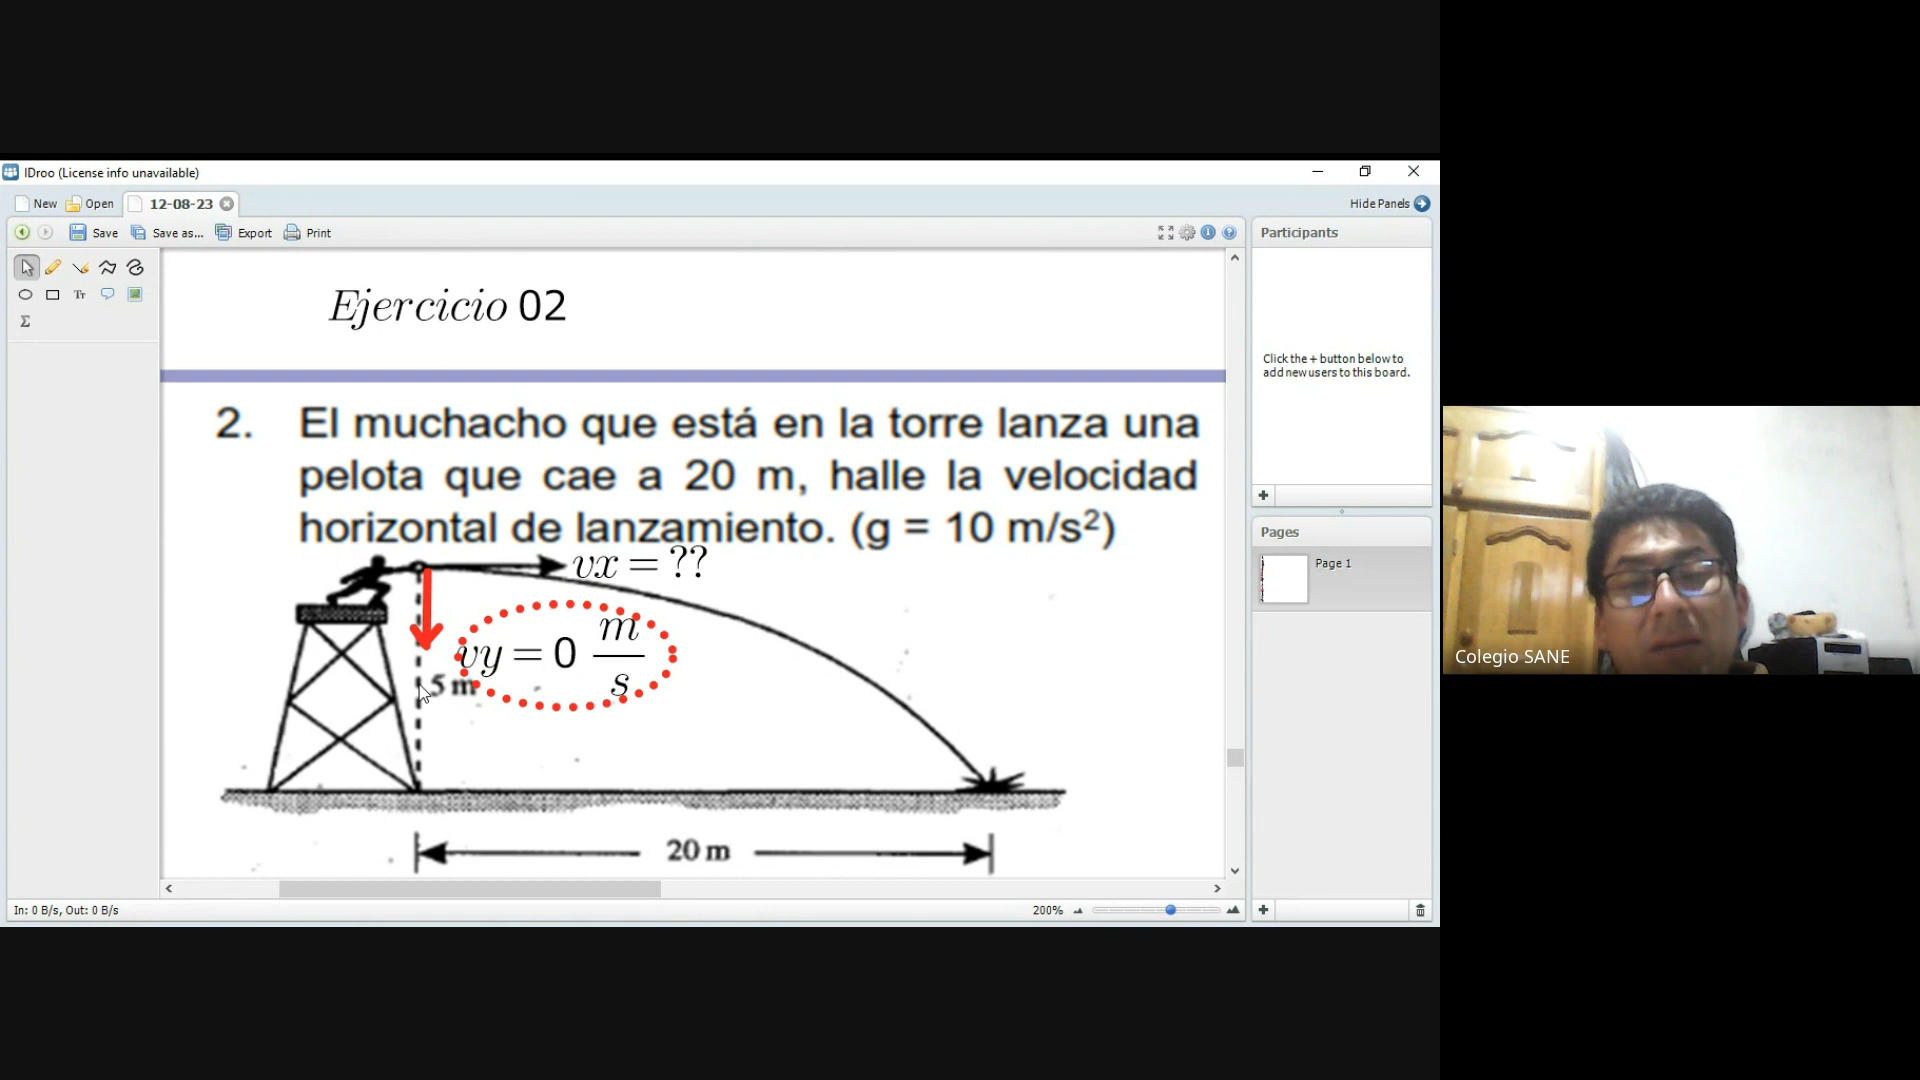 IDroo (License info unavailable)
New Open 12-08-23 Hide Panels
Save Save as... Export Print
Participants
Click the + button below to
add new users to this board.
Pages
Page 1
Ejercicio 02
2. El muchacho que está en la torre lanza una
pelota que cae a 20 m, halle la velocidad
horizontal de lanzamiento. (g = 10 m/s²)
vx = ??
vy = 0 m/s
5 m
20 m
Tr
Σ
In: 0 B/s, Out: 0 B/s
200%
Colegio SANE